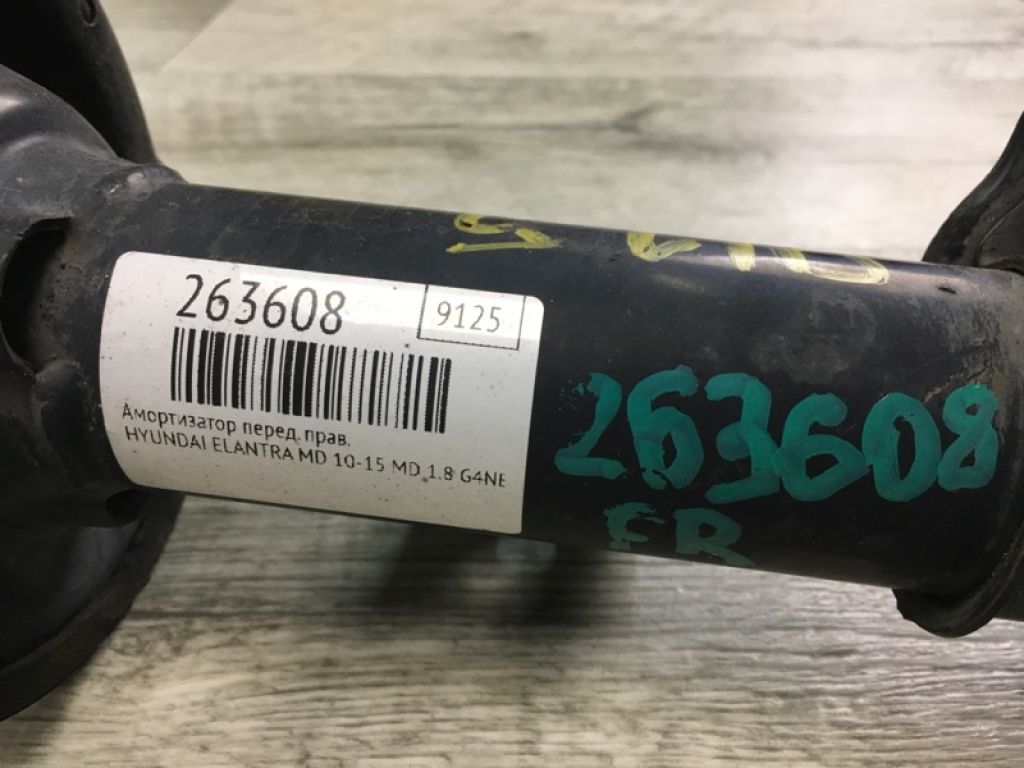 263608
9125
Амортизатор перед. прав.
HYUNDAI ELANTRA MD 10-15 MD 1.8 G4NE
263608
FR